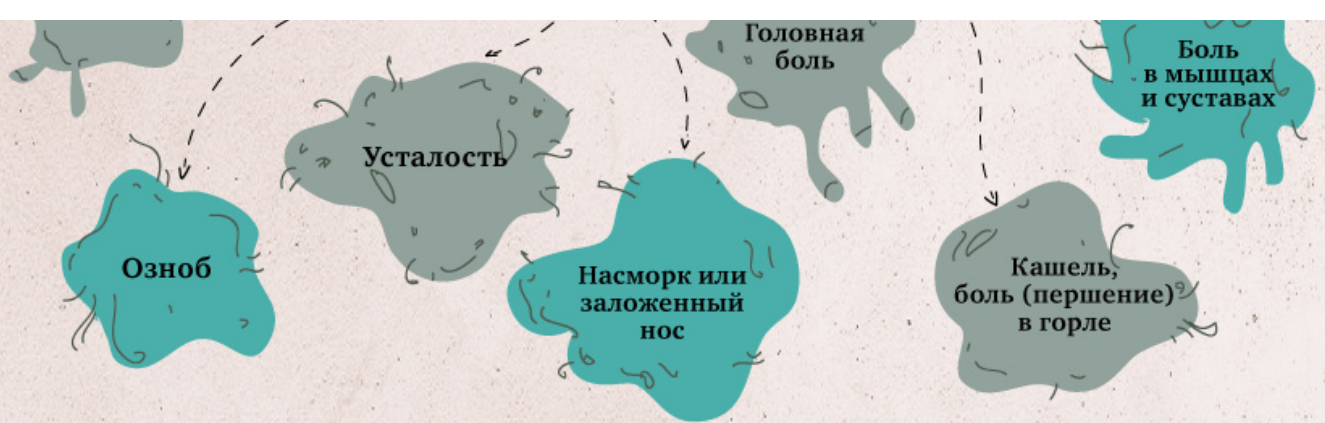 Головная
боль
Боль
в мышцах
и суставах
Усталость
Озноб
Насморк или
заложенный
нос
Кашель,
боль (першение)
в горле